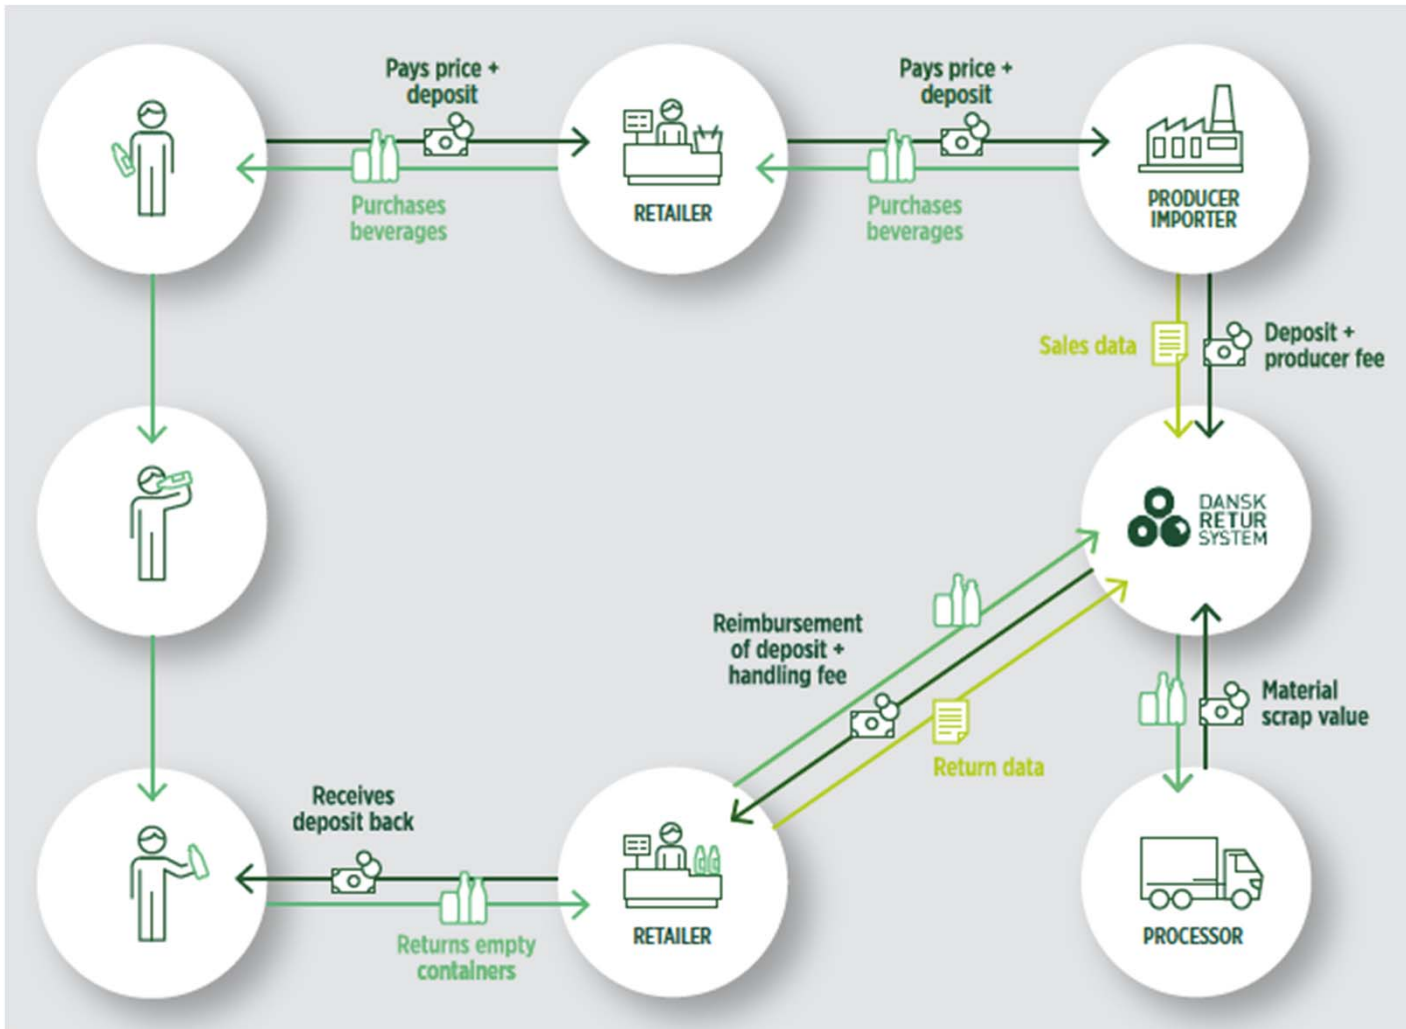 Pays price +
deposit
Pays price +
deposit
RETAILER
PRODUCER
IMPORTER
Purchases
beverages
Purchases
beverages
Sales data
Deposit +
producer fee
DANSK
RETUR
SYSTEM
Reimbursement
of deposit +
handling fee
Material
scrap value
Return data
Receives
deposit back
Returns empty
containers
RETAILER
PROCESSOR